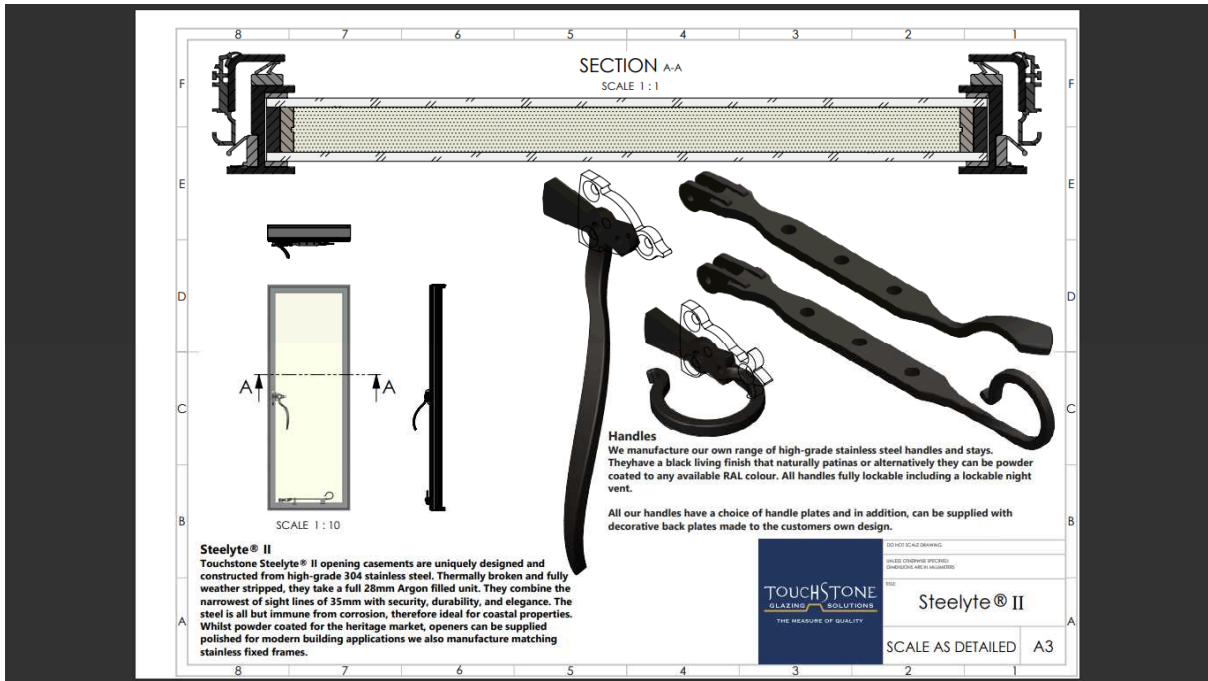 8 7 6 5 4 3 2 1
SECTION A-A
SCALE 1 : 1
F F
E E
D D
A A
C C
SCALE 1 : 10
B B
Handles
We manufacture our own range of high-grade stainless steel handles and stays.
Theyhave a black living finish that naturally patinas or alternatively they can be powder
coated to any available RAL colour. All handles fully lockable including a lockable night
vent.
All our handles have a choice of handle plates and in addition, can be supplied with
decorative back plates made to the customers own design.
Steelyte® II
Touchstone Steelyte® II opening casements are uniquely designed and
constructed from high-grade 304 stainless steel. Thermally broken and fully
weather stripped, they take a full 28mm Argon filled unit. They combine the
narrowest of sight lines of 35mm with security, durability, and elegance. The
steel is all but immune from corrosion, therefore ideal for coastal properties.
Whilst powder coated for the heritage market, openers can be supplied
polished for modern building applications we also manufacture matching
stainless fixed frames.
A A
TOUCHSTONE
GLAZING SOLUTIONS
THE MEASURE OF QUALITY
DO NOT SCALE DRAWING
UNLESS OTHERWISE SPECIFIED
DIMENSIONS ARE IN MILLIMETERS
TITLE
Steelyte® II
SCALE AS DETAILED A3
8 7 6 5 4 3 2 1